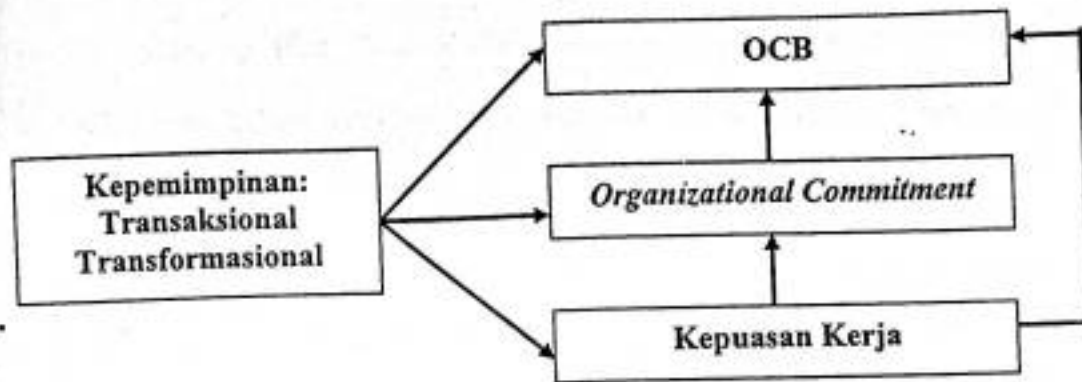 OCB
Kepemimpinan:
Transaksional
Transformasional
Organizational Commitment
Kepuasan Kerja